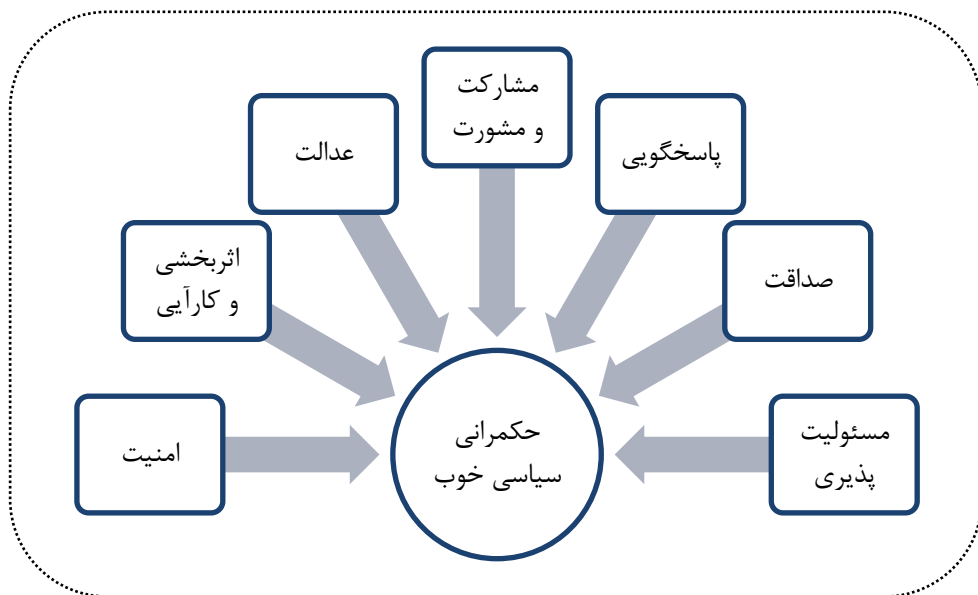 مشارکت
و مشورت
پاسخگویی
عدالت
صداقت
اثربخشی
و کارآیی
مسئولیت
پذیری
امنیت
حکمرانی
سیاسی خوب